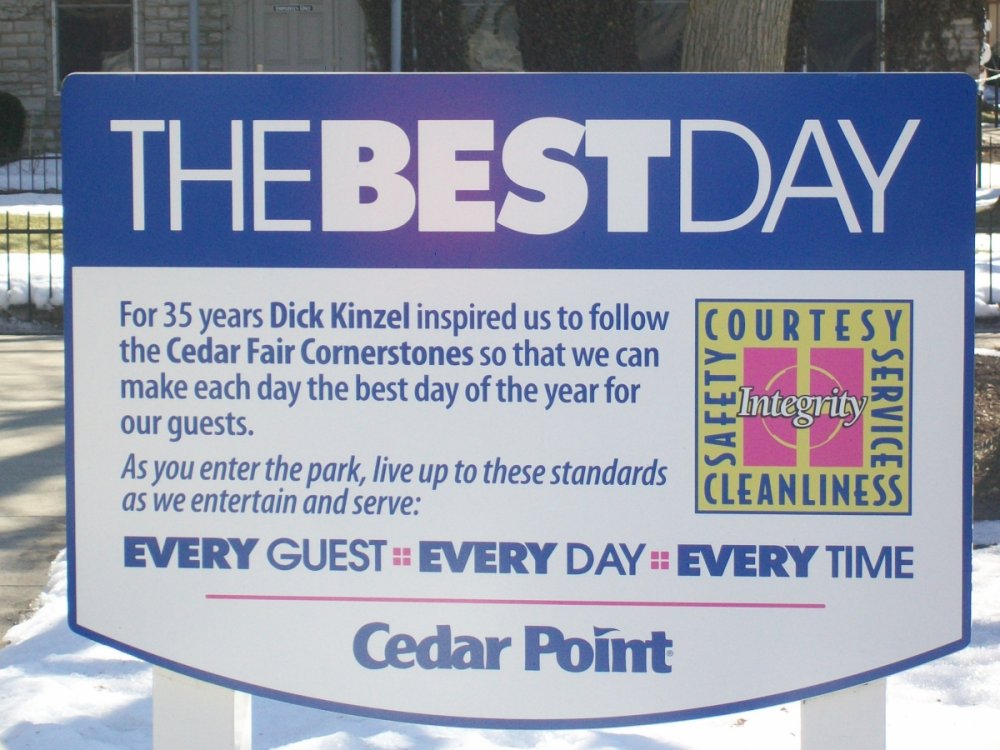 THEBESTDAY
For 35 years Dick Kinzel inspired us to follow
the Cedar Fair Cornerstones so that we can
make each day the best day of the year for
our guests.
As you enter the park, live up to these standards
as we entertain and serve:
COURTESY
SAFETY
Integrity
SERVICE
CLEANLINESS
EVERY GUEST EVERY DAY EVERY TIME
Cedar Point